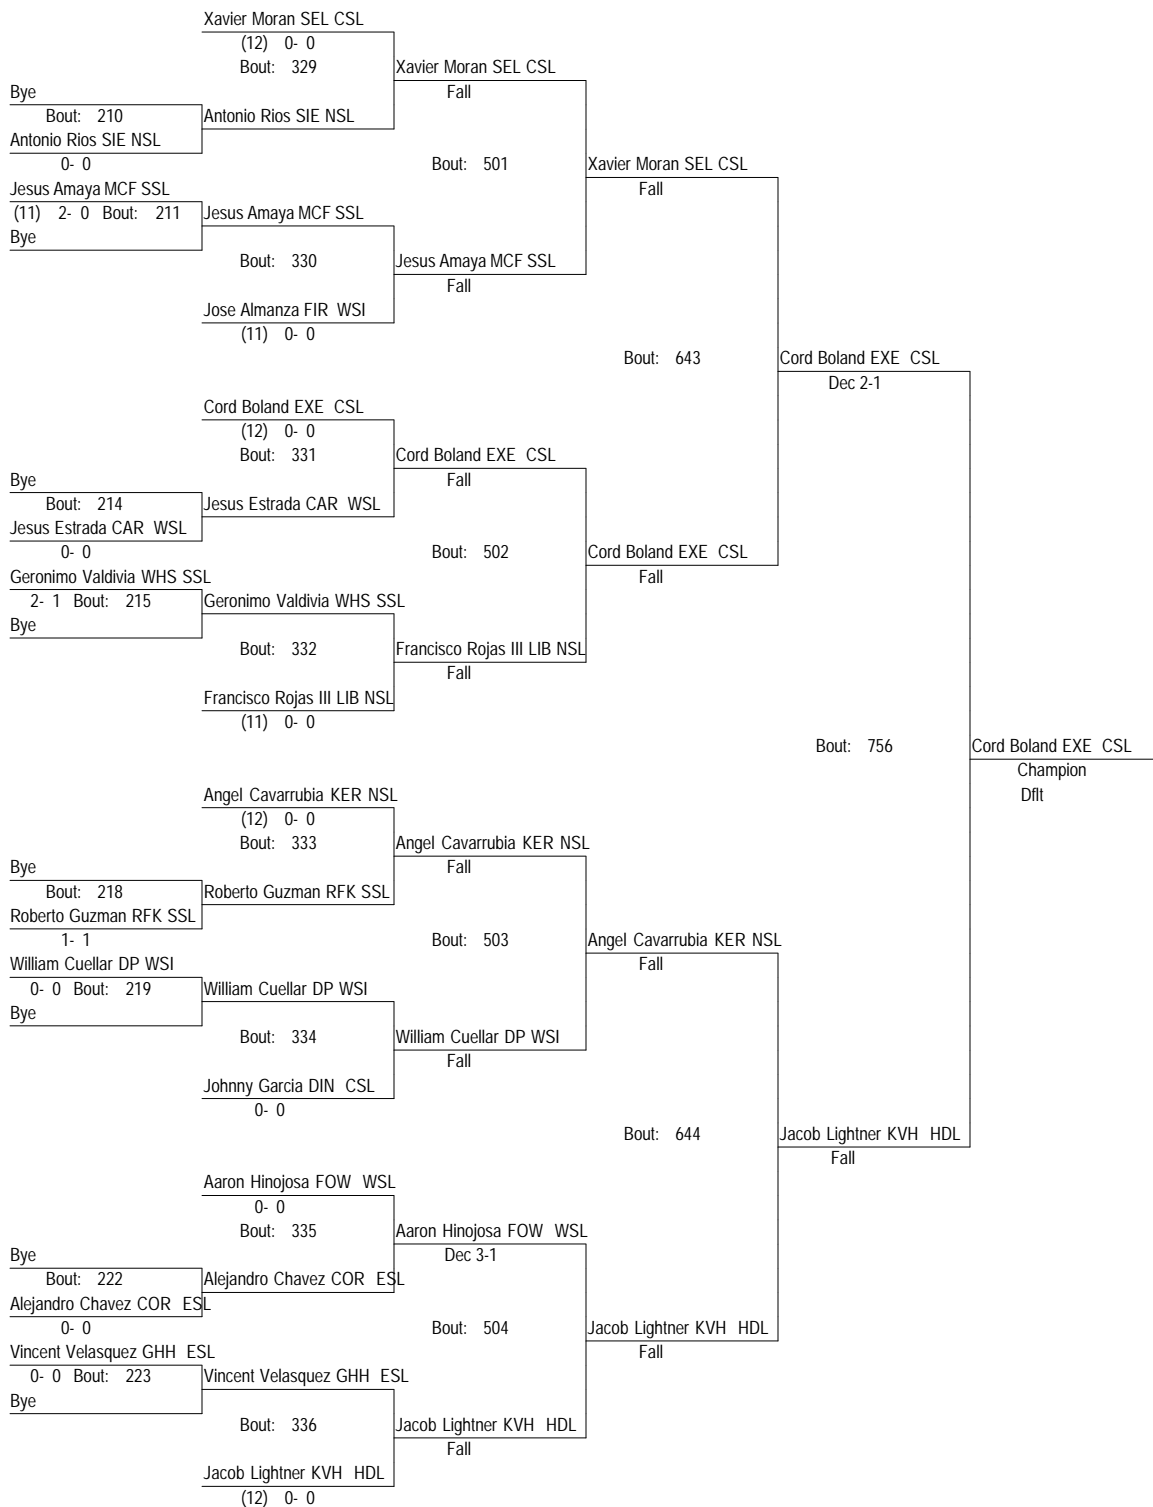 Xavier Moran SEL CSL
(12) 0- 0
Bout: 329
Xavier Moran SEL CSL
Fall
Bye
Bout: 210
Antonio Rios SIE NSL
Antonio Rios SIE NSL
0- 0
Bout: 501
Xavier Moran SEL CSL
Fall
Jesus Amaya MCF SSL
(11) 2- 0 Bout: 211
Jesus Amaya MCF SSL
Bye
Bout: 330
Jesus Amaya MCF SSL
Fall
Jose Almanza FIR WSI
(11) 0- 0
Bout: 643
Cord Boland EXE CSL
Dec 2-1
Cord Boland EXE CSL
(12) 0- 0
Bout: 331
Cord Boland EXE CSL
Fall
Bye
Bout: 214
Jesus Estrada CAR WSL
Jesus Estrada CAR WSL
0- 0
Bout: 502
Cord Boland EXE CSL
Fall
Geronimo Valdivia WHS SSL
2- 1 Bout: 215
Geronimo Valdivia WHS SSL
Bye
Bout: 332
Francisco Rojas III LIB NSL
Fall
Francisco Rojas III LIB NSL
(11) 0- 0
Bout: 756
Cord Boland EXE CSL
Champion
Dflt
Angel Cavarrubia KER NSL
(12) 0- 0
Bout: 333
Angel Cavarrubia KER NSL
Fall
Bye
Bout: 218
Roberto Guzman RFK SSL
Roberto Guzman RFK SSL
1- 1
Bout: 503
Angel Cavarrubia KER NSL
Fall
William Cuellar DP WSI
0- 0 Bout: 219
William Cuellar DP WSI
Bye
Bout: 334
William Cuellar DP WSI
Fall
Johnny Garcia DIN CSL
0- 0
Bout: 644
Jacob Lightner KVH HDL
Fall
Aaron Hinojosa FOW WSL
0- 0
Bout: 335
Aaron Hinojosa FOW WSL
Dec 3-1
Bye
Bout: 222
Alejandro Chavez COR ESL
Alejandro Chavez COR ESL
0- 0
Bout: 504
Jacob Lightner KVH HDL
Fall
Vincent Velasquez GHH ESL
0- 0 Bout: 223
Vincent Velasquez GHH ESL
Bye
Bout: 336
Jacob Lightner KVH HDL
Fall
Jacob Lightner KVH HDL
(12) 0- 0